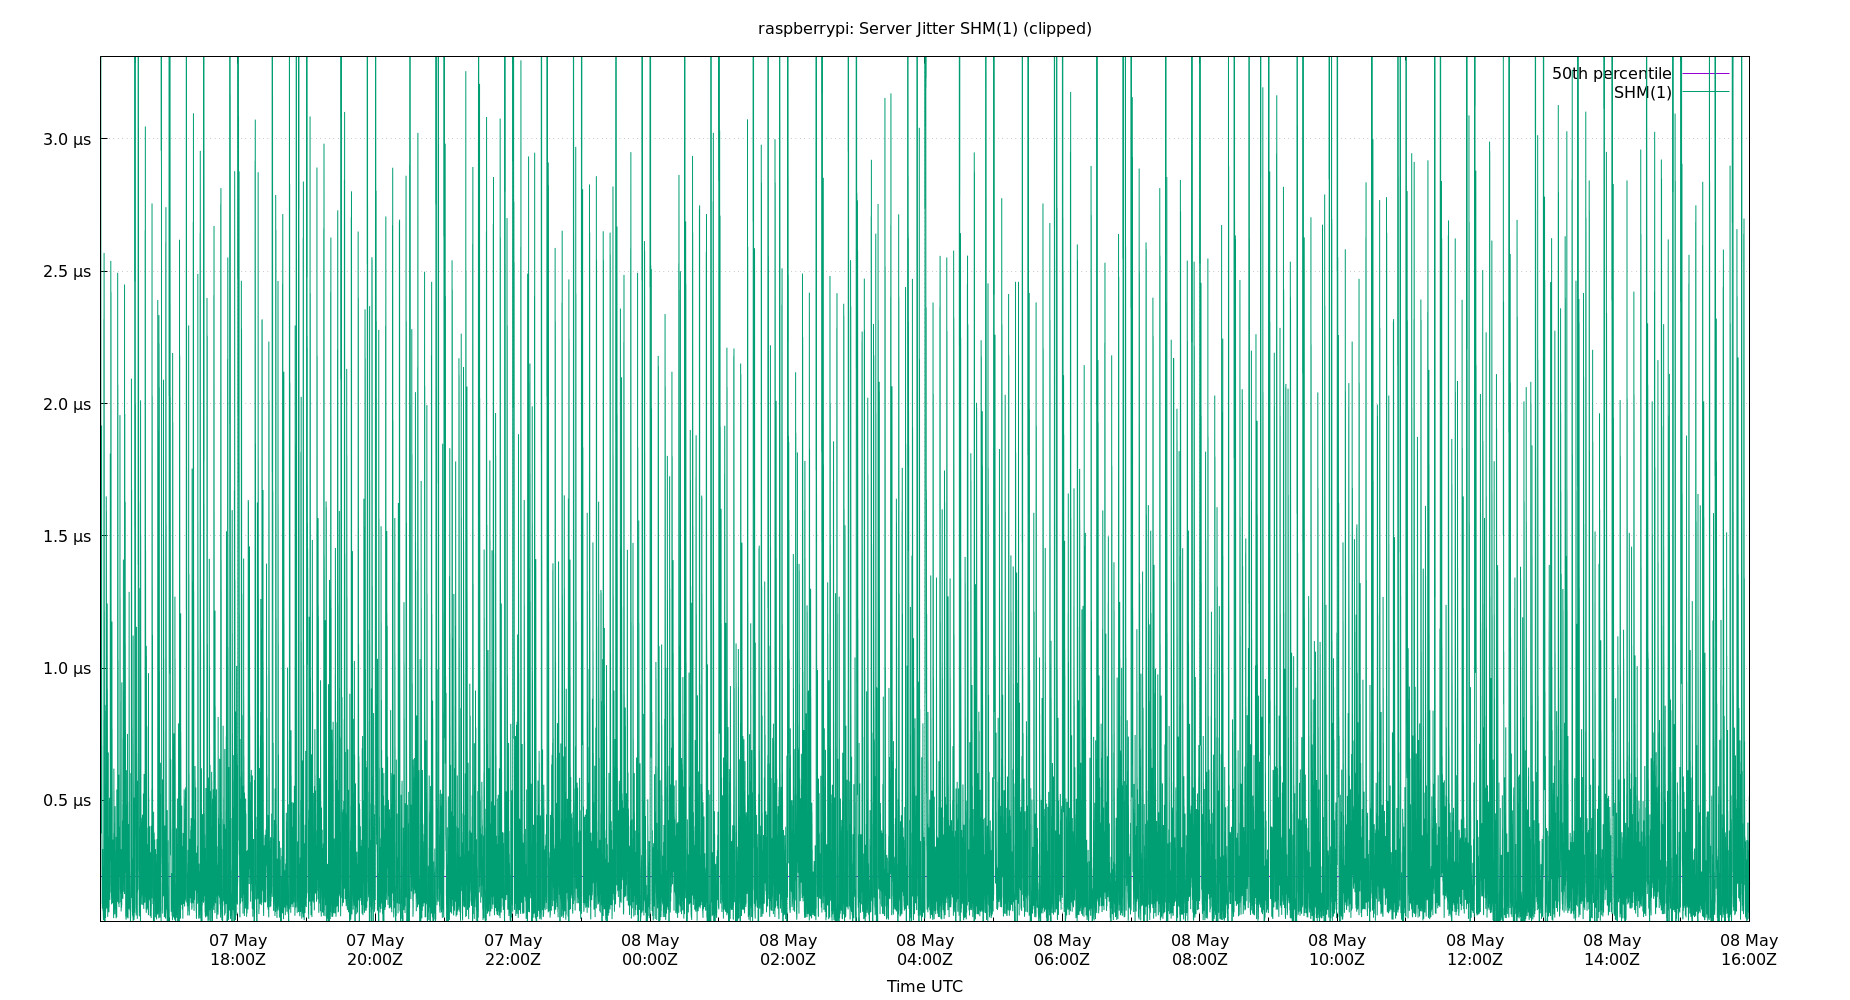 raspberrypi: Server Jitter SHM(1) (clipped)
50th percentile
SHM(1)
3.0 µs
2.5 µs
2.0 µs
1.5 µs
1.0 µs
0.5 µs
07 May 07 May 07 May 08 May 08 May 08 May 08 May 08 May 08 May 08 May 08 May 08 May
18:00Z 20:00Z 22:00Z 00:00Z 02:00Z 04:00Z 06:00Z 08:00Z 10:00Z 12:00Z 14:00Z 16:00Z
Time UTC